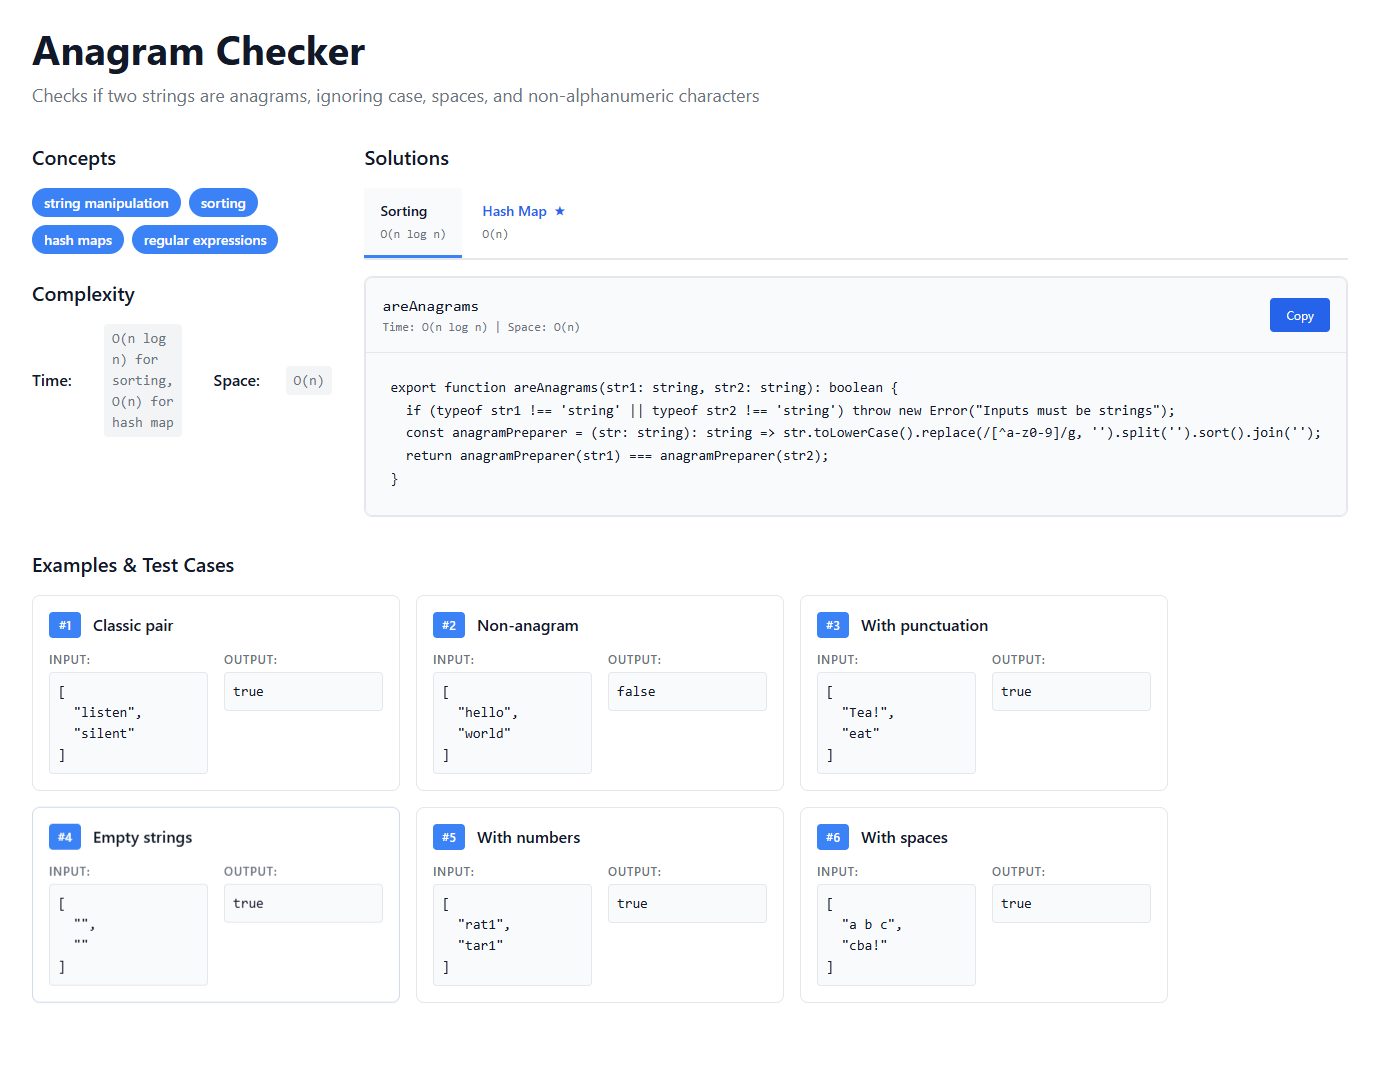 Anagram Checker
Checks if two strings are anagrams, ignoring case, spaces, and non-alphanumeric characters
Concepts
string manipulation
sorting
hash maps
regular expressions
Complexity
Time:
O(n log
n) for
sorting,
O(n) for
hash map
Space:
O(n)
Solutions
Sorting
O(n log n)
Hash Map ★
O(n)
areAnagrams
Time: O(n log n) | Space: O(n)
Copy
export function areAnagrams(str1: string, str2: string): boolean {
  if (typeof str1 !== 'string' || typeof str2 !== 'string') throw new Error("Inputs must be strings");
  const anagramPreparer = (str: string): string => str.toLowerCase().replace(/[^a-z0-9]/g, '').split('').sort().join('');
  return anagramPreparer(str1) === anagramPreparer(str2);
}
Examples & Test Cases
#1 Classic pair
INPUT:
[
  "listen",
  "silent"
]
OUTPUT:
true
#2 Non-anagram
INPUT:
[
  "hello",
  "world"
]
OUTPUT:
false
#3 With punctuation
INPUT:
[
  "Tea!",
  "eat"
]
OUTPUT:
true
#4 Empty strings
INPUT:
[
  "",
  ""
]
OUTPUT:
true
#5 With numbers
INPUT:
[
  "rat1",
  "tar1"
]
OUTPUT:
true
#6 With spaces
INPUT:
[
  "a b c",
  "cba!"
]
OUTPUT:
true